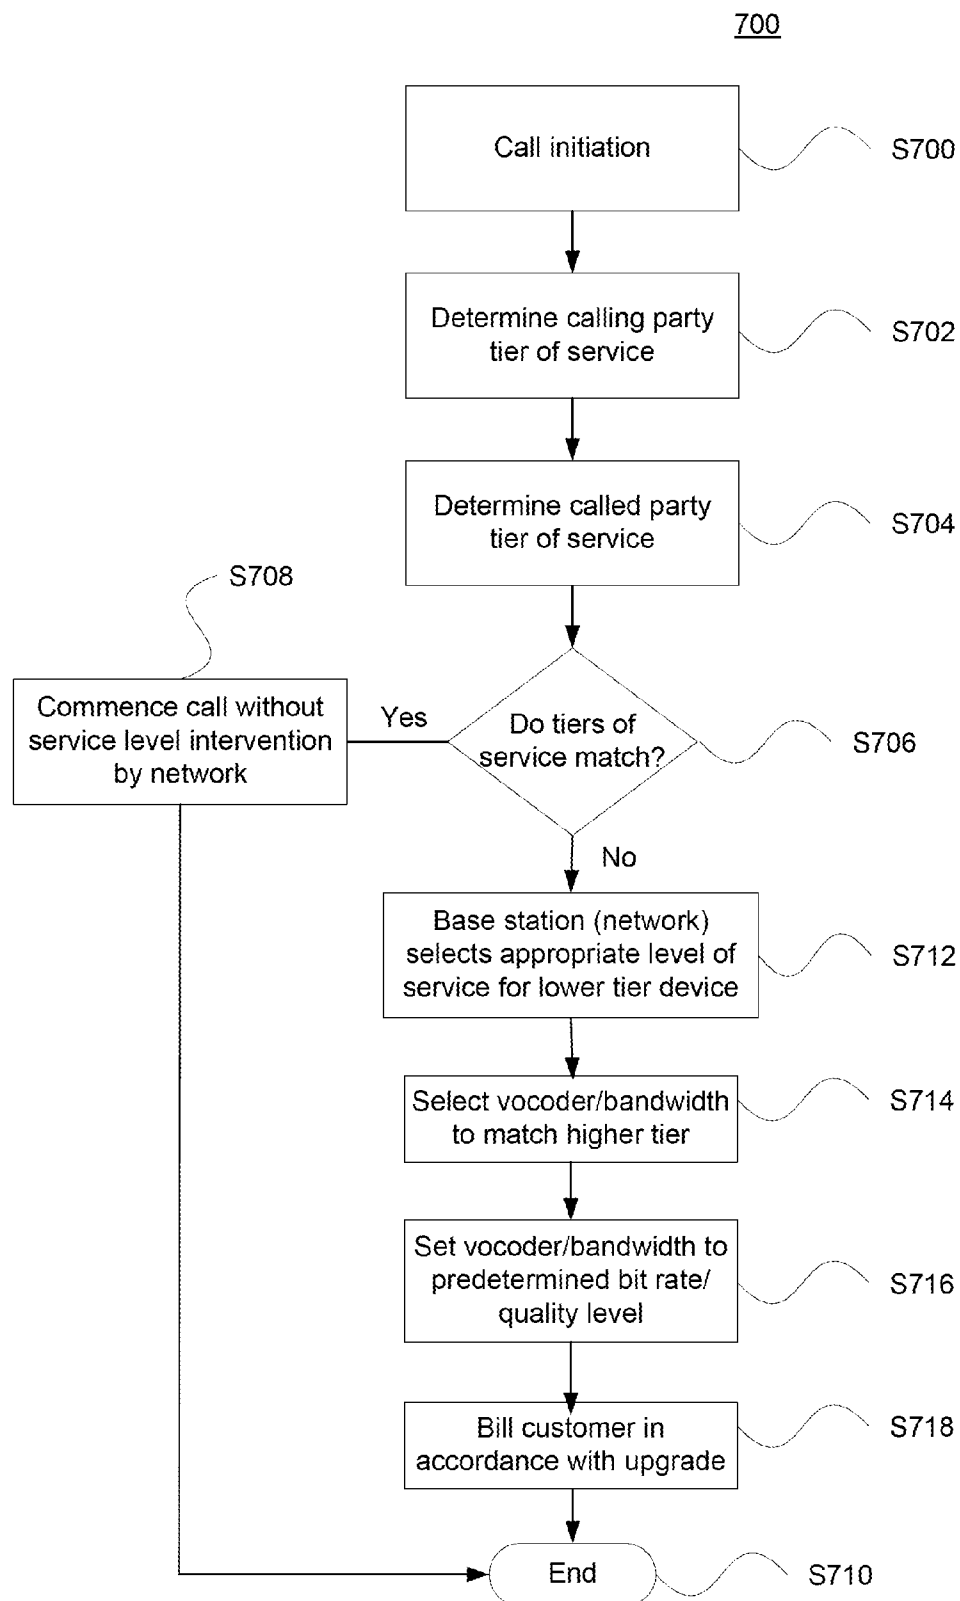 700
Call initiation
S700
Determine calling party
tier of service
S702
Determine called party
tier of service
S704
S708
Commence call without
service level intervention
by network
Yes
Do tiers of
service match?
S706
No
Base station (network)
selects appropriate level of
service for lower tier device
S712
Select vocoder/bandwidth
to match higher tier
S714
Set vocoder/bandwidth to
predetermined bit rate/
quality level
S716
Bill customer in
accordance with upgrade
S718
End
S710